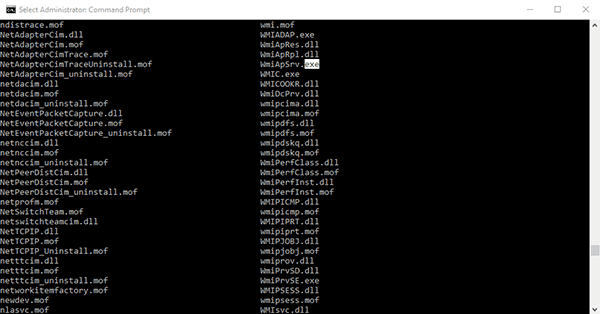 Select Administrator: Command Prompt
ndistrace.mof wmi.mof
NetAdapterCim.dll WMIADAP.exe
NetAdapterCim.mof WmiApRes.dll
NetAdapterCimTrace.mof WmiApRpl.dll
NetAdapterCimTraceUninstall.mof WmiApSrv.exe
NetAdapterCim_uninstall.mof WMIC.exe
netdacim.dll WMICOOKR.dll
netdacim.mof WmiDcPrv.dll
netdacim_uninstall.mof wmipcima.dll
NetEventPacketCapture.dll wmipcima.mof
NetEventPacketCapture.mof wmipdfs.dll
NetEventPacketCapture_uninstall.mof wmipdfs.mof
netnccim.dll wmipdskq.dll
netnccim.mof wmipdskq.mof
netnccim_uninstall.mof WmiPerfClass.dll
NetPeerDistCim.dll WmiPerfClass.mof
NetPeerDistCim.mof WmiPerfInst.dll
NetPeerDistCim_uninstall.mof WmiPerfInst.mof
netprofm.mof WMIPICMP.dll
NetSwitchTeam.mof wmipicmp.mof
netswitchteamcim.dll WMIPIPRT.dll
NetTCPIP.dll wmipiprt.mof
NetTCPIP.mof WMIPJOBJ.dll
NetTCPIP_Uninstall.mof wmipjobj.mof
netttcim.dll wmiprov.dll
netttcim.mof WmiPrvSD.dll
netttcim_uninstall.mof WmiPrvSE.exe
networkitemfactory.mof WMIPSESS.dll
newdev.mof wmipsess.mof
nlasvc.mof WMIsvc.dll